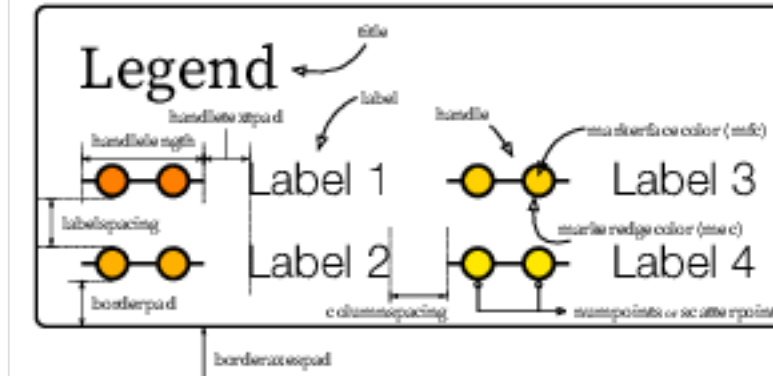 title
Legend
label
handletextpad
handle
handlelength
markerfacecolor (mfc)
Label 1
Label 3
labelspacing
markeredgecolor (mec)
Label 2
Label 4
borderpad
columnspacing
numpoints or scatterpoint
borderaxespad